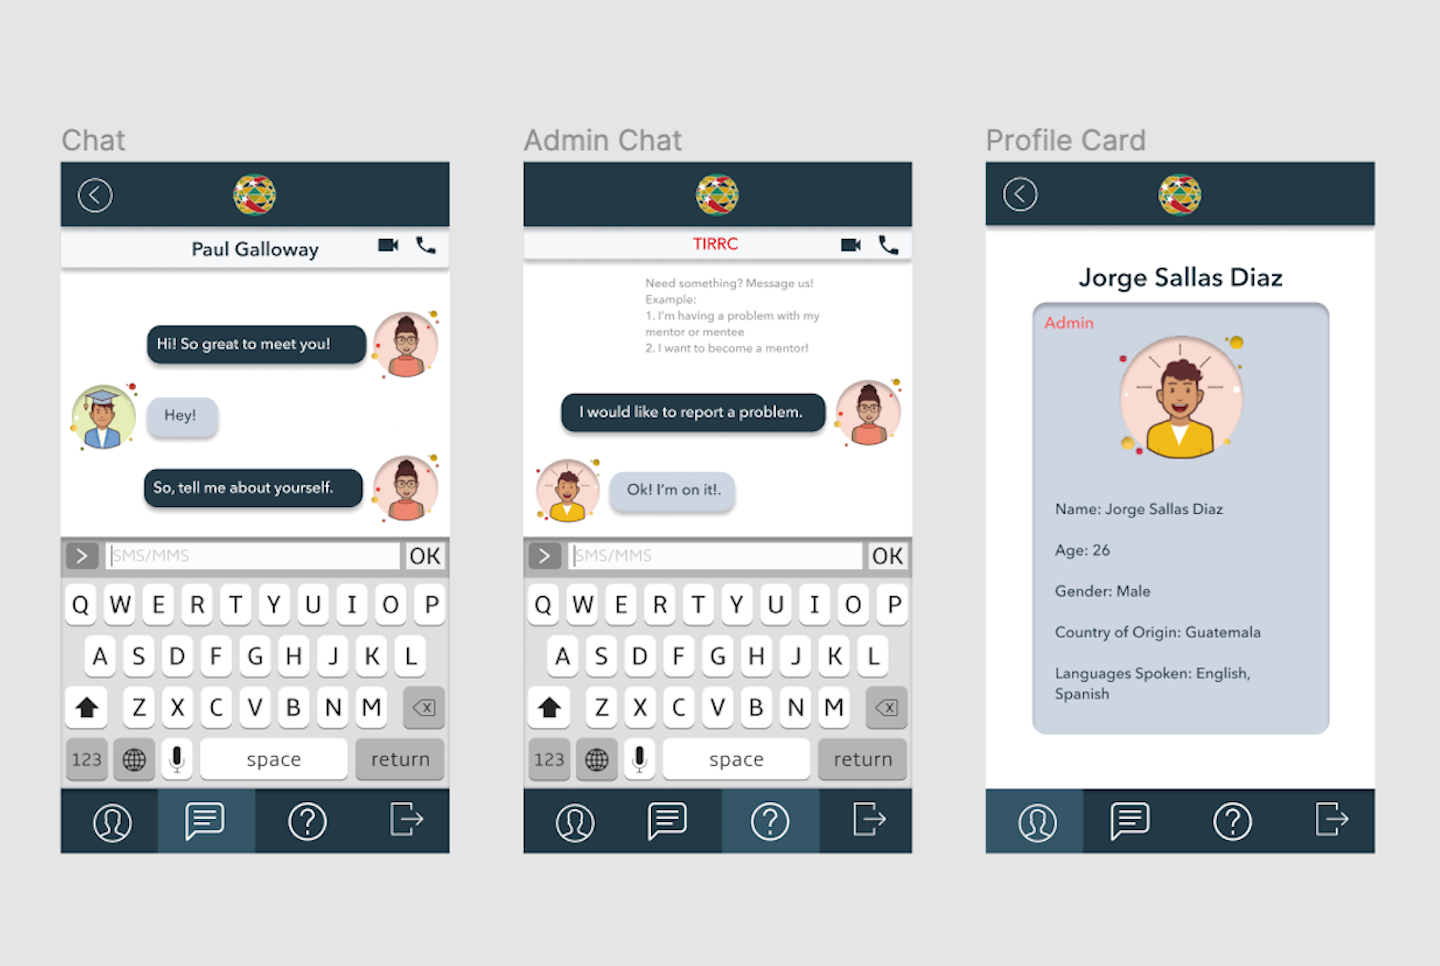 Chat
Paul Galloway
Hi! So great to meet you!
Hey!
So, tell me about yourself.
SMS/MMS
OK
Q W E R T Y U I O P
A S D F G H J K L
Z X C V B N M
123 space return
Admin Chat
TIRRC
Need something? Message us!
Example:
1. I'm having a problem with my
mentor or mentee
2. I want to become a mentor!
I would like to report a problem.
Ok! I'm on it!.
SMS/MMS
OK
Q W E R T Y U I O P
A S D F G H J K L
Z X C V B N M
123 space return
Profile Card
Jorge Sallas Diaz
Admin
Name: Jorge Sallas Diaz
Age: 26
Gender: Male
Country of Origin: Guatemala
Languages Spoken: English,
Spanish